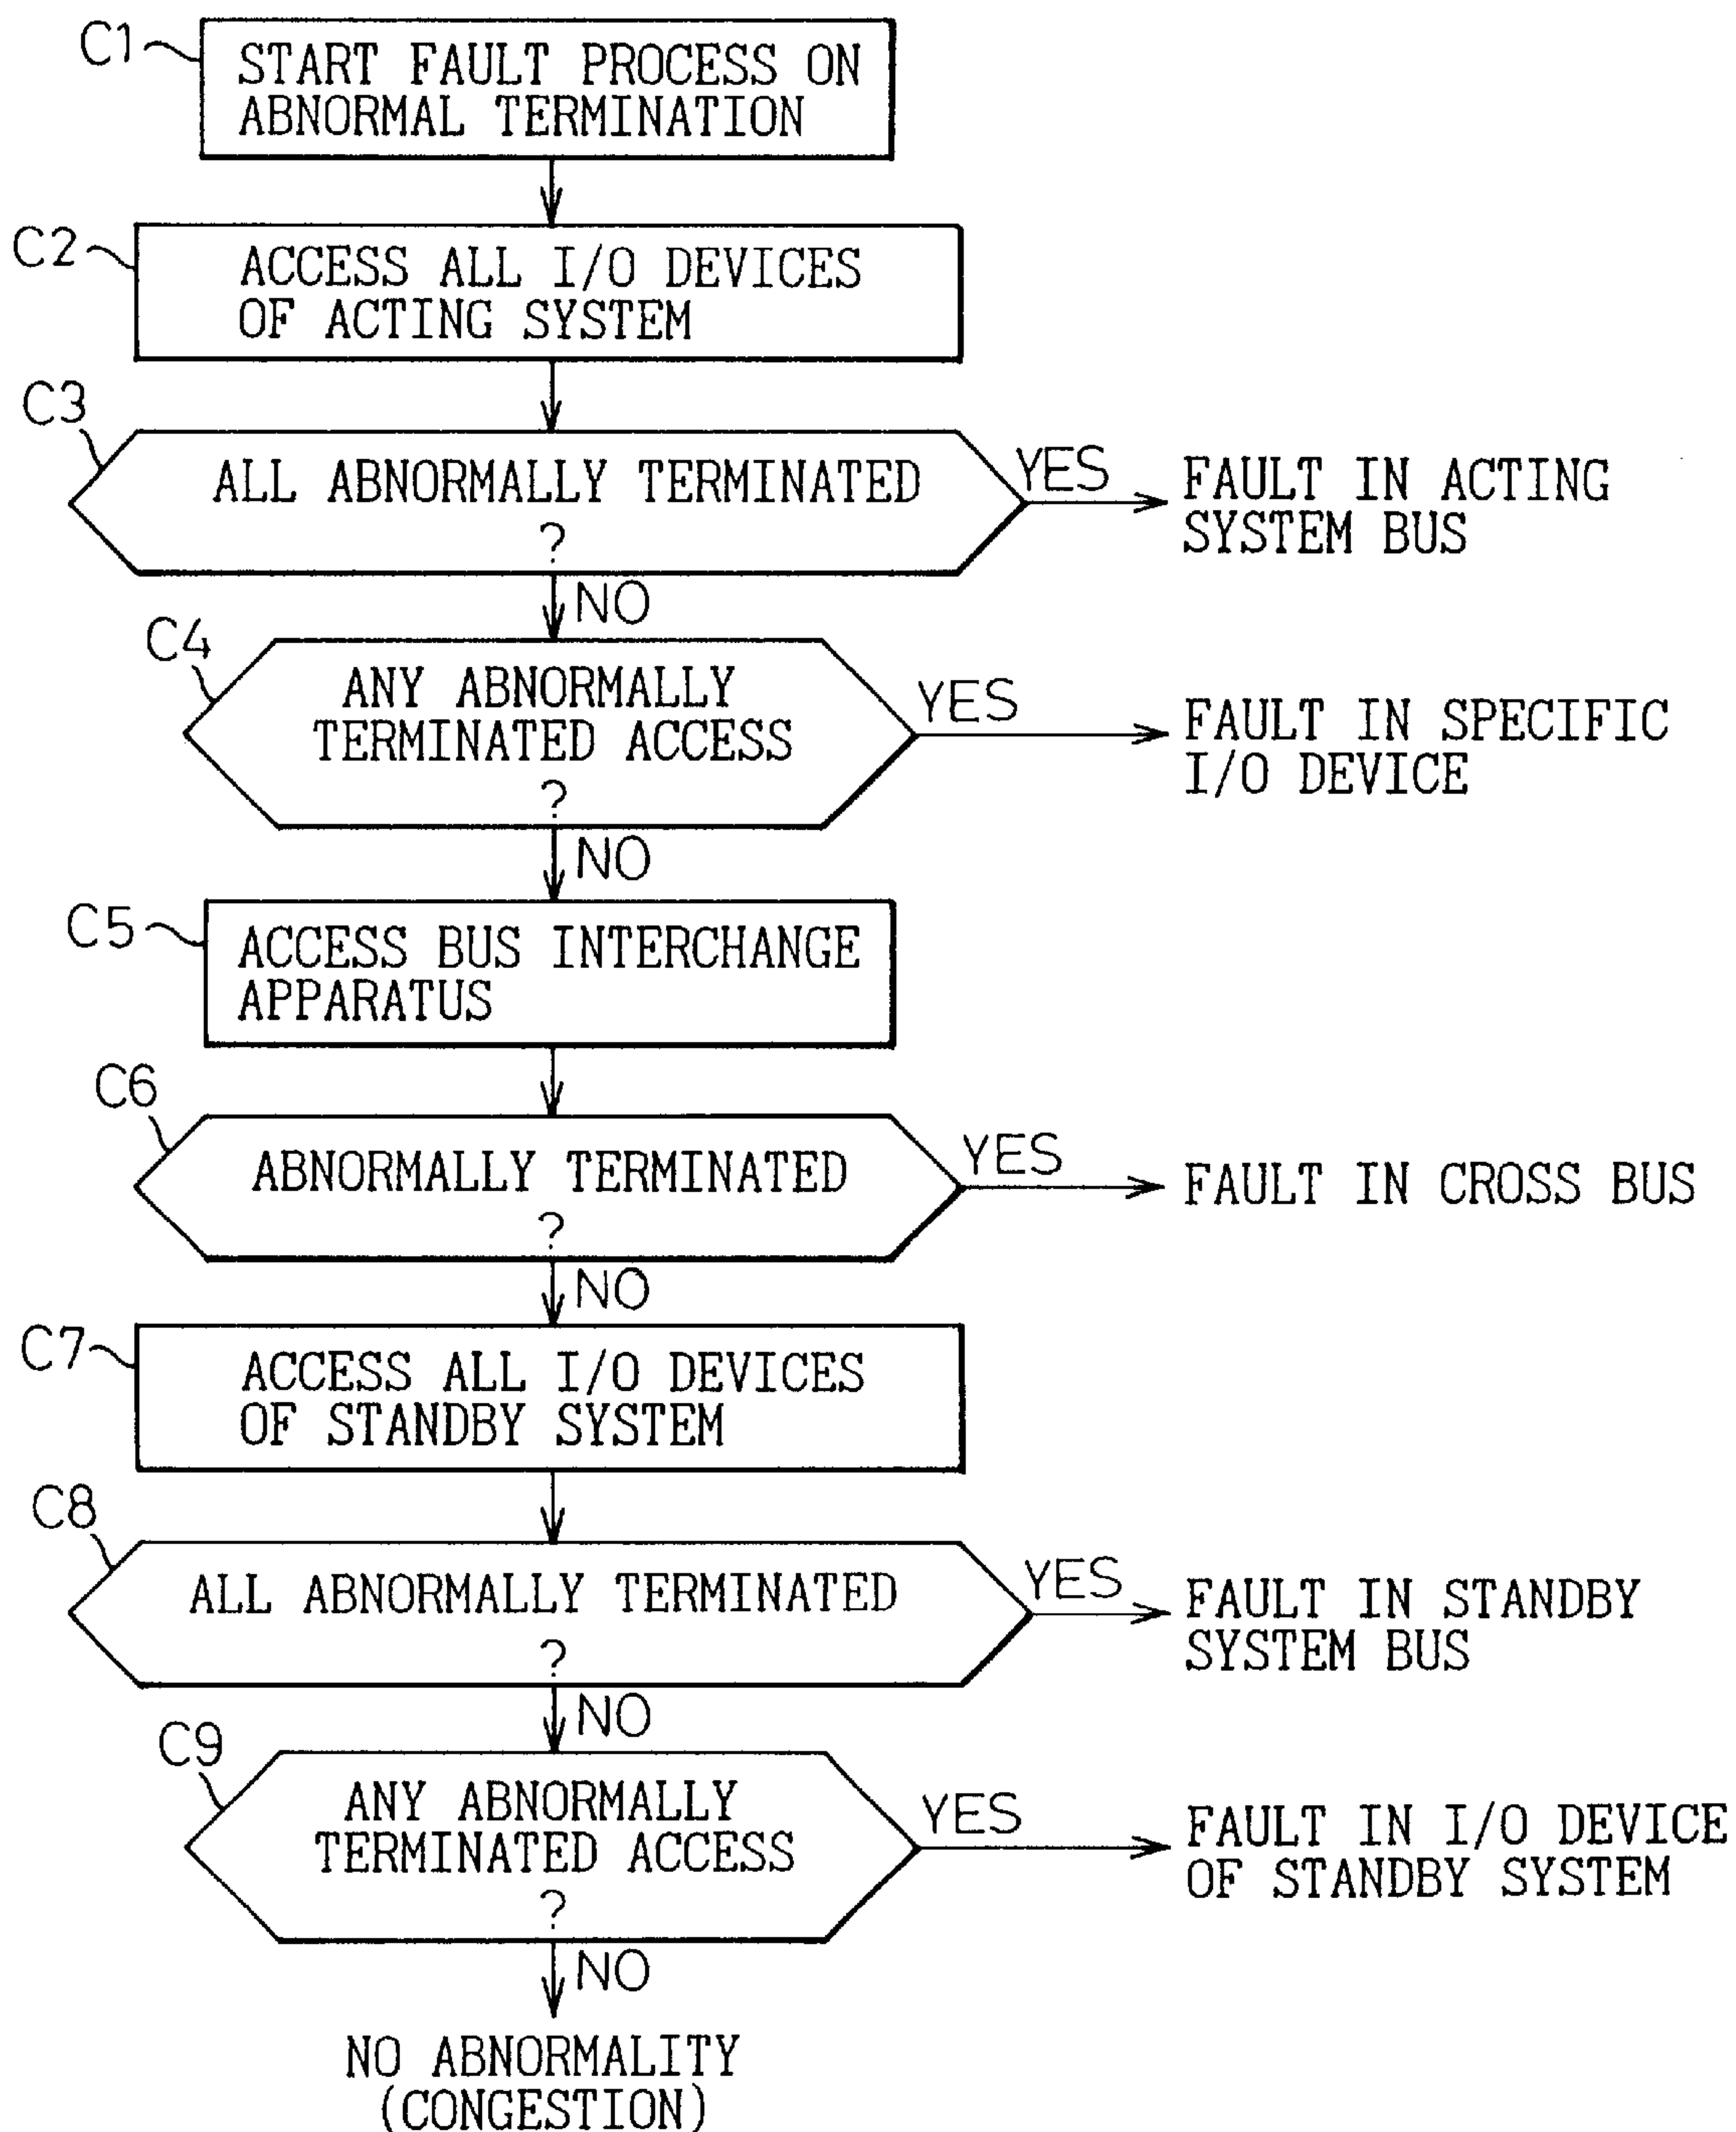 C1
START FAULT PROCESS ON
ABNORMAL TERMINATION
C2
ACCESS ALL I/O DEVICES
OF ACTING SYSTEM
C3
ALL ABNORMALLY TERMINATED
?
YES
FAULT IN ACTING
SYSTEM BUS
NO
C4
ANY ABNORMALLY
TERMINATED ACCESS
?
YES
FAULT IN SPECIFIC
I/O DEVICE
NO
C5
ACCESS BUS INTERCHANGE
APPARATUS
C6
ABNORMALLY TERMINATED
?
YES
FAULT IN CROSS BUS
NO
C7
ACCESS ALL I/O DEVICES
OF STANDBY SYSTEM
C8
ALL ABNORMALLY TERMINATED
?
YES
FAULT IN STANDBY
SYSTEM BUS
NO
C9
ANY ABNORMALLY
TERMINATED ACCESS
?
YES
FAULT IN I/O DEVICE
OF STANDBY SYSTEM
NO
NO ABNORMALITY
(CONGESTION)